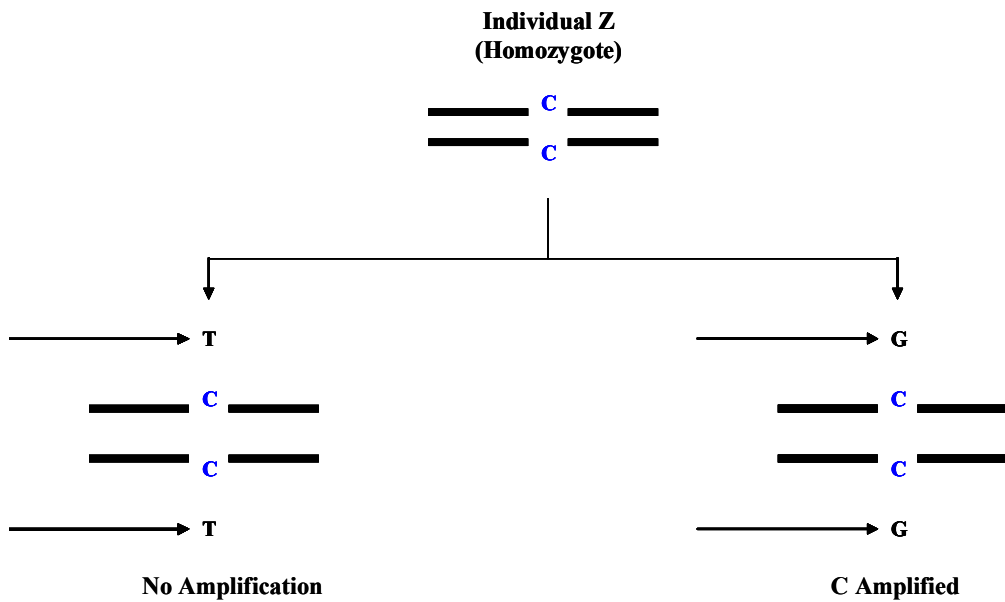 Individual Z
(Homozygote)
C
C
T G
C C
C C
T G
No Amplification C Amplified